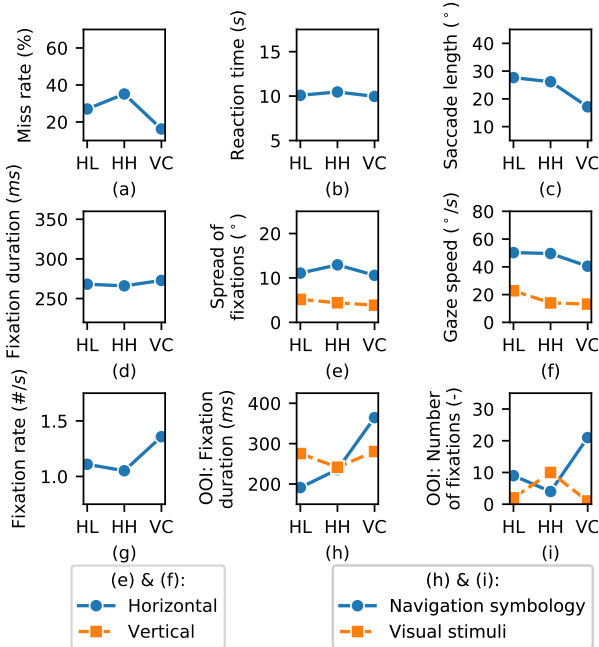 Miss rate (%)
60
40
20
HL HH VC
(a)
Reaction time (s)
15
10
5
HL HH VC
(b)
Saccade length (°)
40
30
20
10
HL HH VC
(c)
Fixation duration (ms)
350
300
250
HL HH VC
(d)
Spread of
fixations (°)
20
10
0
HL HH VC
(e)
Gaze speed (°/s)
80
60
40
20
0
HL HH VC
(f)
Fixation rate (#/s)
1.5
1.0
HL HH VC
(g)
OOI: Fixation
duration (ms)
400
300
200
HL HH VC
(h)
OOI: Number
of fixations (-)
30
20
10
0
HL HH VC
(i)
(e) & (f):
Horizontal
Vertical
(h) & (i):
Navigation symbology
Visual stimuli